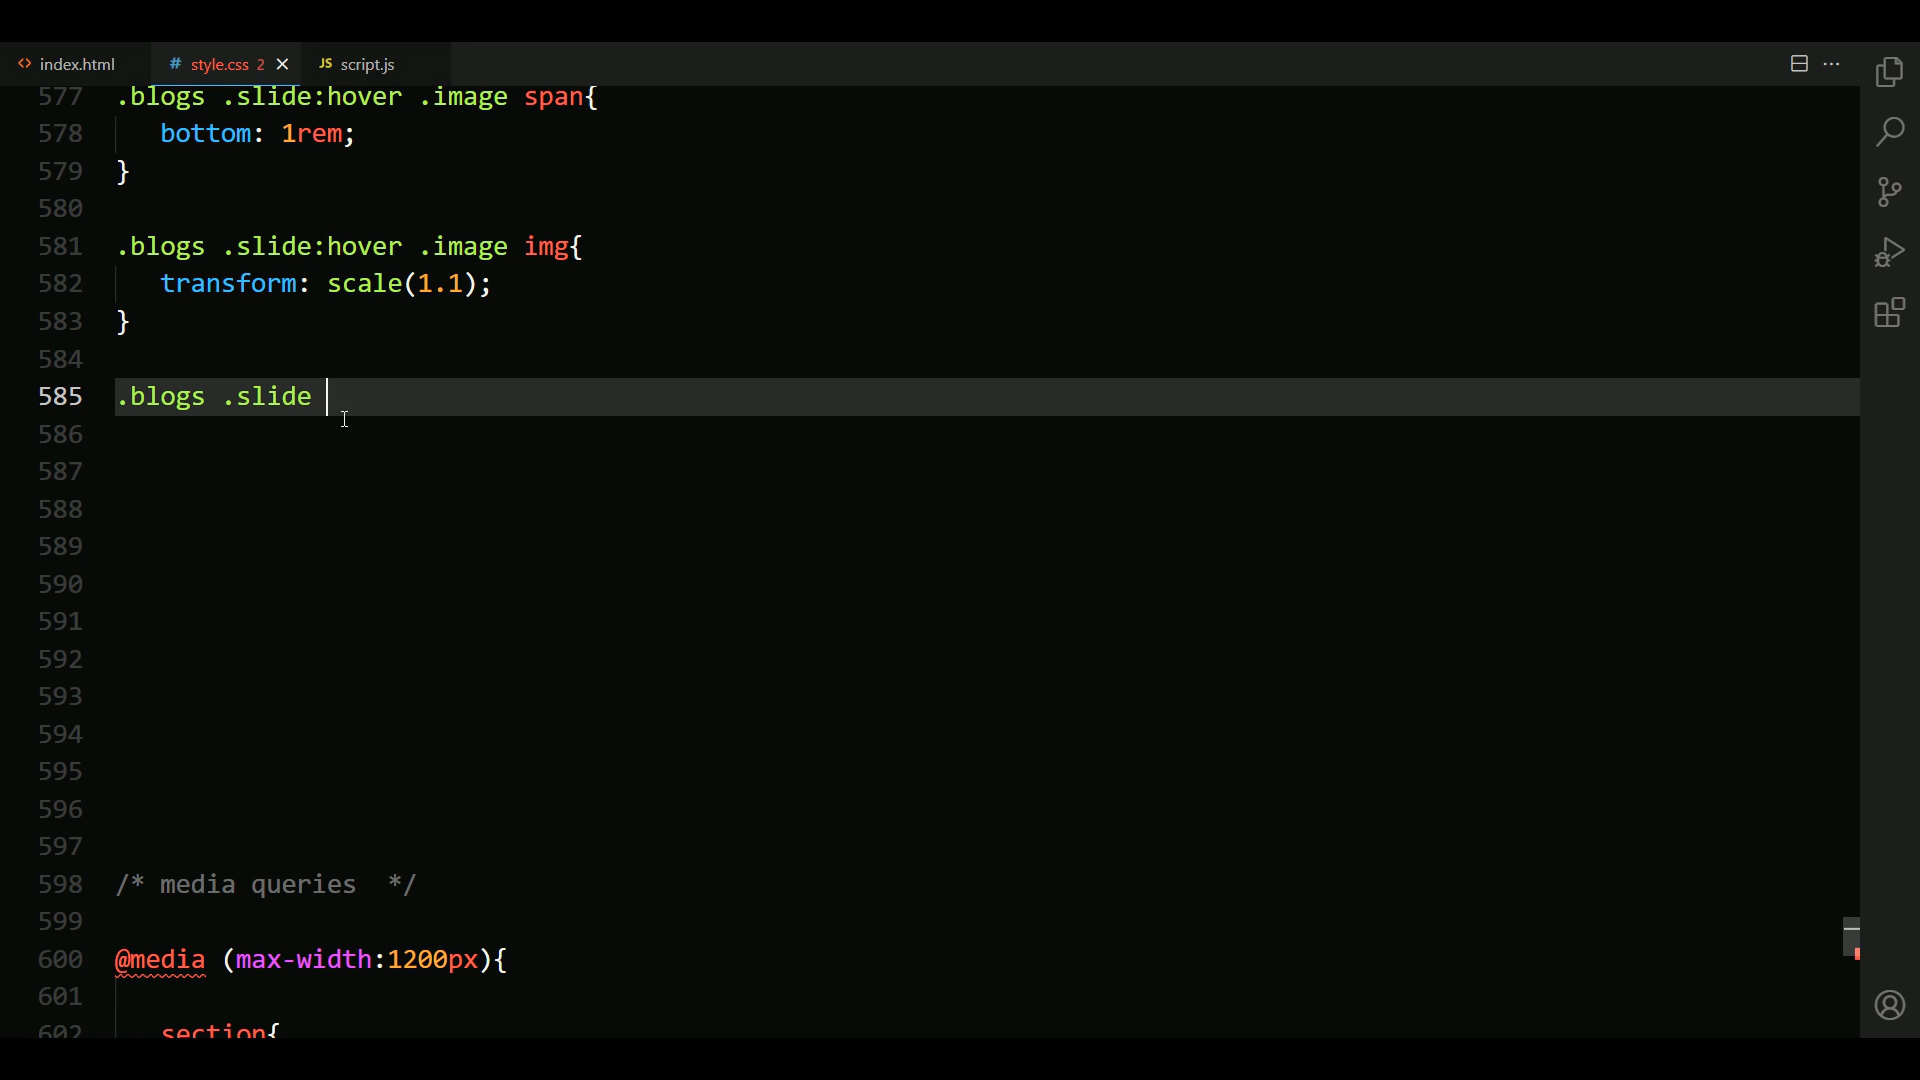 <> index.html # style.css 2 × JS script.js
577 .blogs .slide:hover .image span{
578 bottom: 1rem;
579 }
580
581 .blogs .slide:hover .image img{
582 transform: scale(1.1);
583 }
584
585 .blogs .slide
586
587
588
589
590
591
592
593
594
595
596
597
598 /* media queries  */
599
600 @media (max-width:1200px){
601
602 section{